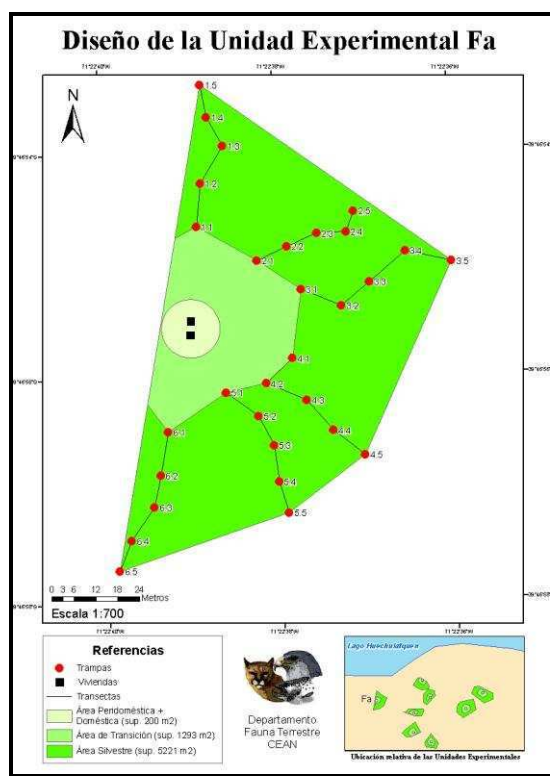 Diseño de la Unidad Experimental Fa
N
1.5
1.4
1.3
1.2
1.1
2.5
2.4
2.3
2.2
2.1
3.5
3.4
3.3
3.2
3.1
4.1
4.2
4.3
4.4
4.5
5.1
5.2
5.3
5.4
5.5
6.1
6.2
6.3
6.4
6.5
0 3 6 12 18 24
Metros
Escala 1:700
Referencias
Trampas
Viviendas
Transectas
Área Peridoméstica +
Doméstica (sup. 200 m2)
Área de Transición (sup. 1293 m2)
Área Silvestre (sup. 5221 m2)
Departamento
Fauna Terrestre
CEAN
Lago Huechulafquen
Fa
Ubicación relativa de las Unidades Experimentales